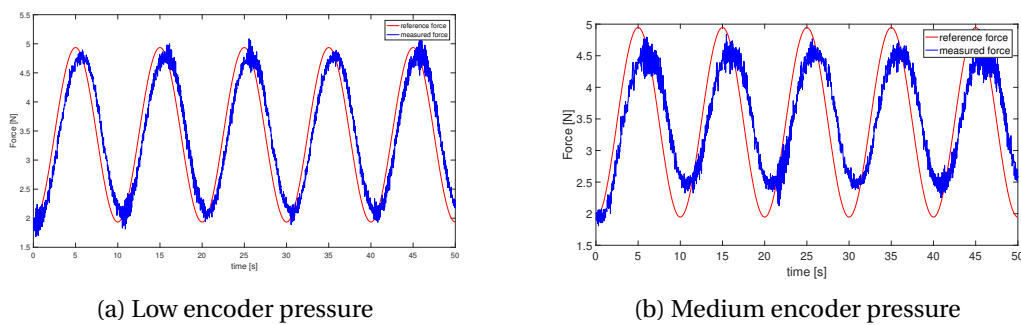 5.5
5
4.5
4
3.5
3
2.5
2
1.5
Force [N]
reference force
measured force
0 5 10 15 20 25 30 35 40 45 50
time [s]
(a) Low encoder pressure
5
4.5
4
3.5
3
2.5
2
1.5
Force [N]
reference force
measured force
0 5 10 15 20 25 30 35 40 45 50
time [s]
(b) Medium encoder pressure